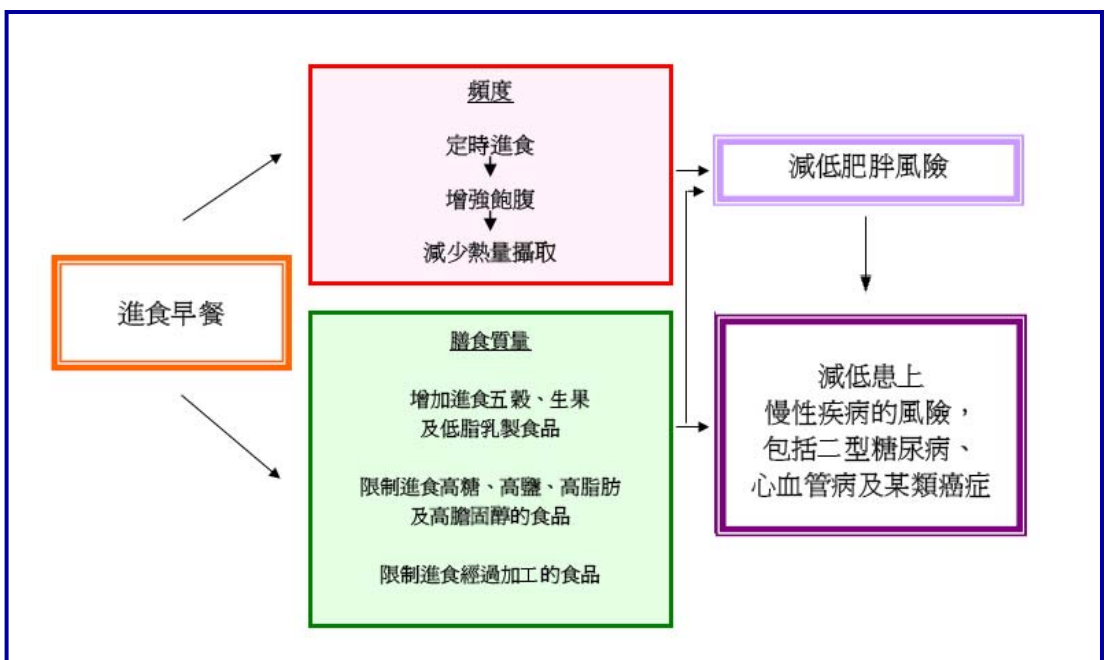 進食早餐
頻度
定時進食
增強飽腹
減少熱量攝取
膳食質量
增加進食五穀、生果
及低脂乳製食品
限制進食高糖、高鹽、高脂肪
及高膽固醇的食品
限制進食經過加工的食品
減低肥胖風險
減低患上
慢性疾病的風險，
包括二型糖尿病、
心血管病及某類癌症